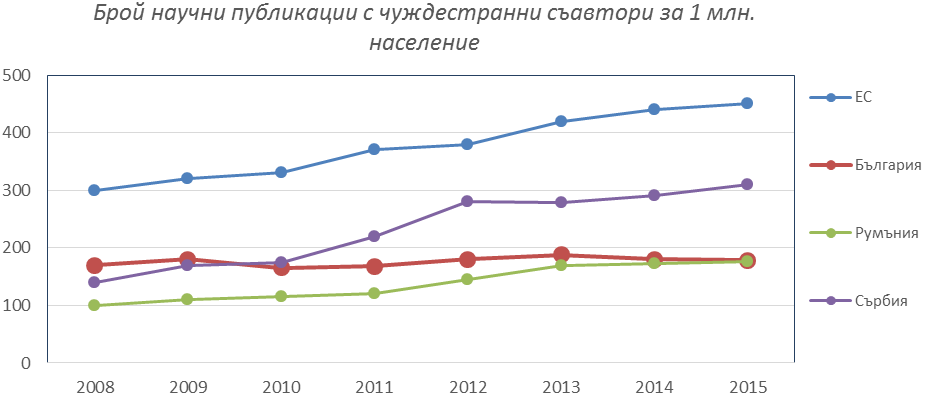 Брой научни публикации с чуждестранни съавтори за 1 млн.
население
500
400
300
200
100
0
2008 2009 2010 2011 2012 2013 2014 2015
ЕС
България
Румъния
Сърбия